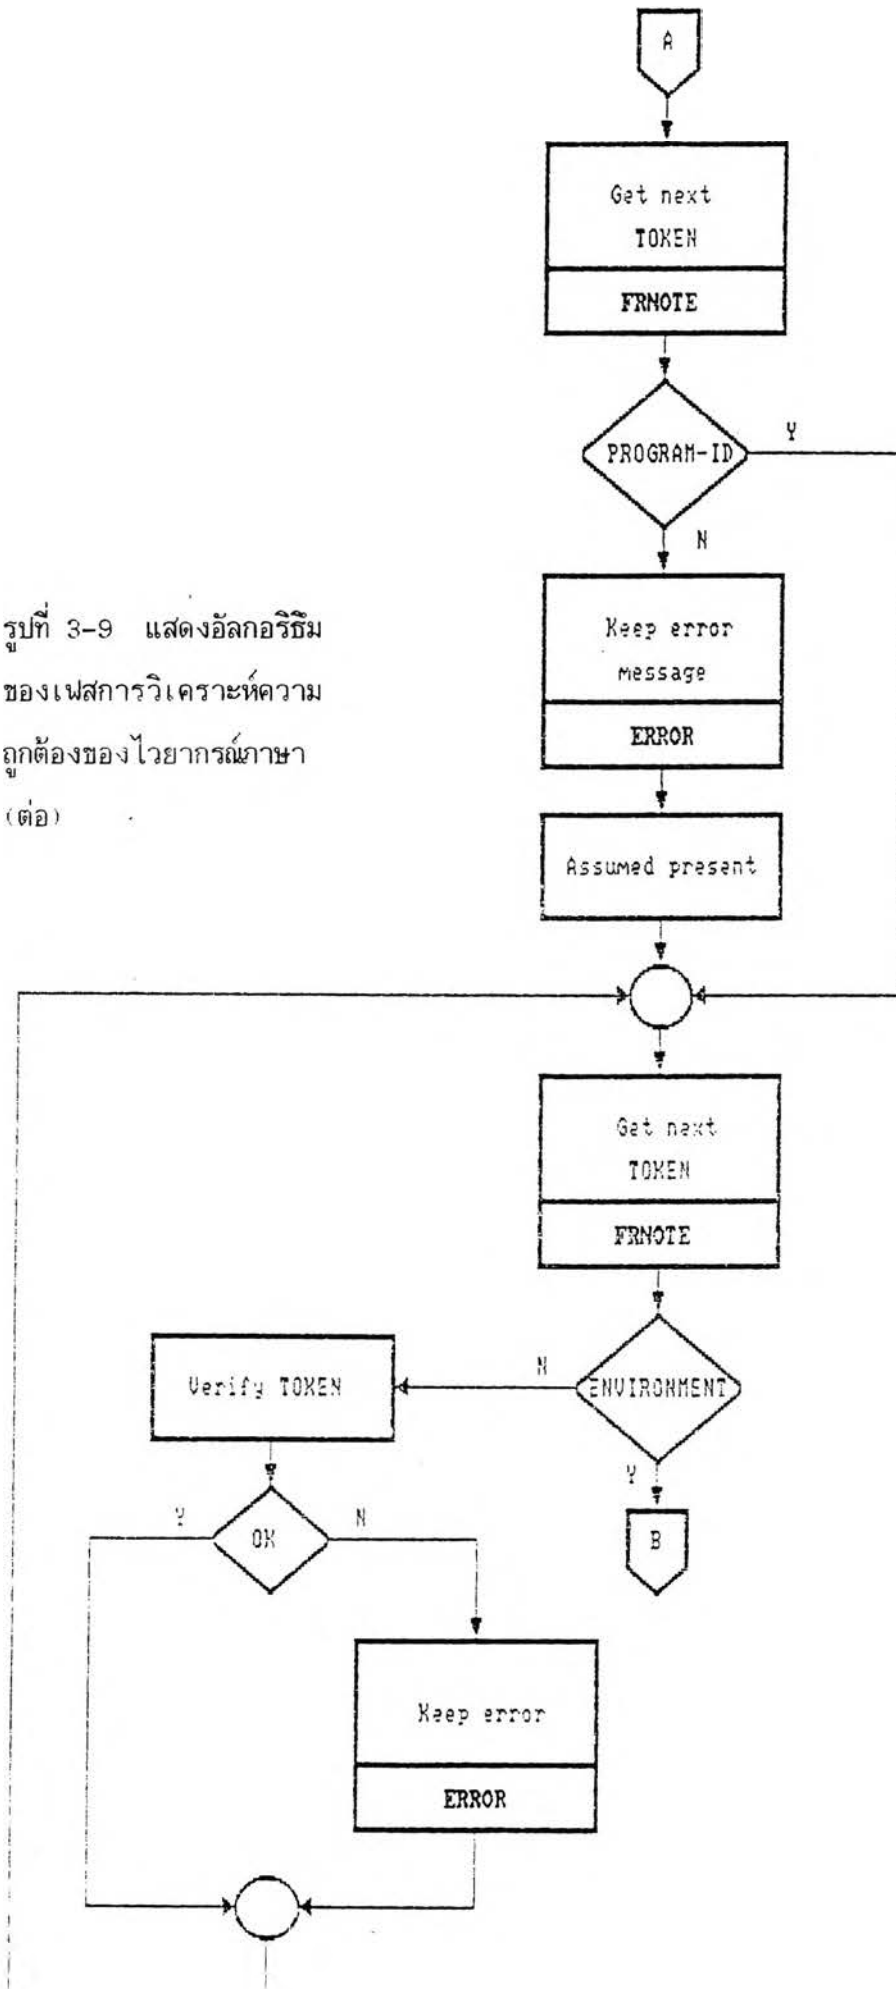 A
Get next
TOKEN
FRNOTE
PROGRAM-ID
Y
N
Keep error
message
ERROR
Assumed present
รูปที่ 3-9 แสดงอัลกอริธึม
ของเฟสการวิเคราะห์ความ
ถูกต้องของไวยากรณ์ภาษา
(ต่อ)
Get next
TOKEN
FRNOTE
ENVIRONMENT
N
Verify TOKEN
Y
B
OK
Y
N
Keep error
ERROR